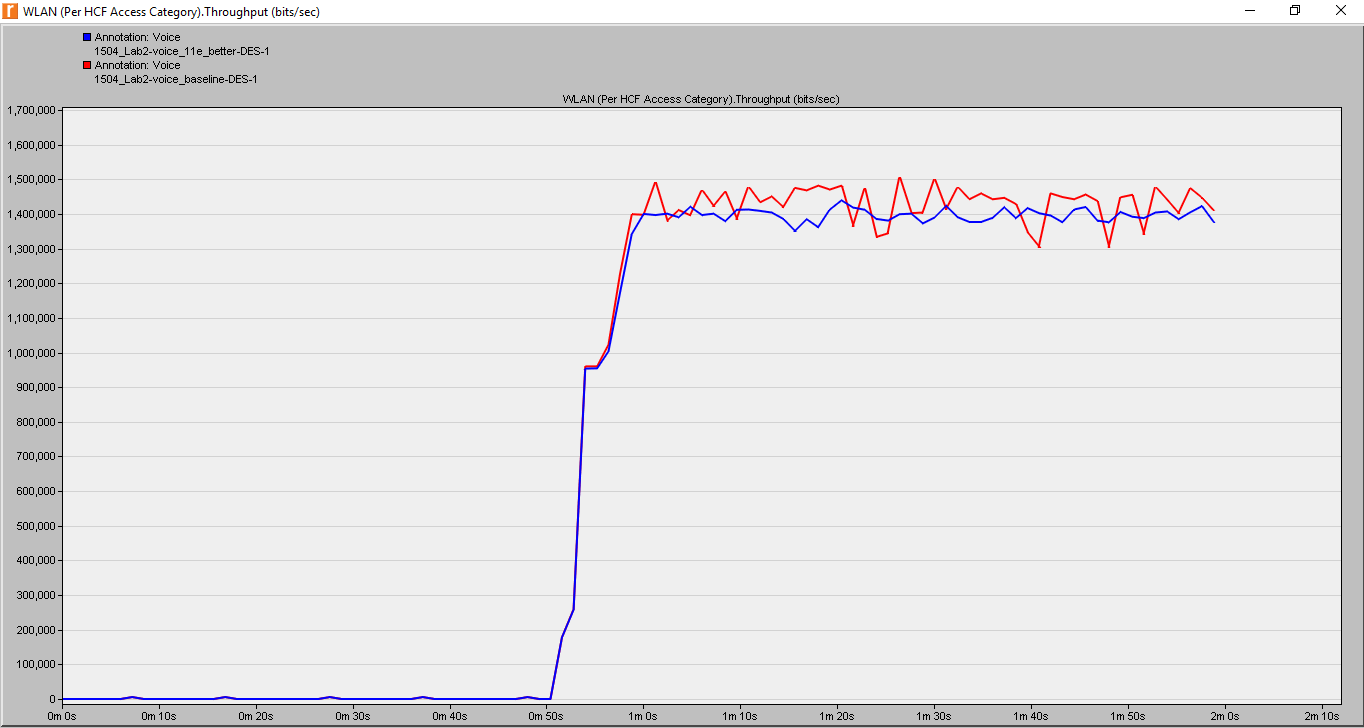 WLAN (Per HCF Access Category).Throughput (bits/sec)
Annotation: Voice
1504_Lab2-voice_11e_better-DES-1
Annotation: Voice
1504_Lab2-voice_baseline-DES-1
WLAN (Per HCF Access Category).Throughput (bits/sec)
1,700,000
1,600,000
1,500,000
1,400,000
1,300,000
1,200,000
1,100,000
1,000,000
900,000
800,000
700,000
600,000
500,000
400,000
300,000
200,000
100,000
0
0m 0s 0m 10s 0m 20s 0m 30s 0m 40s 0m 50s 1m 0s 1m 10s 1m 20s 1m 30s 1m 40s 1m 50s 2m 0s 2m 10s